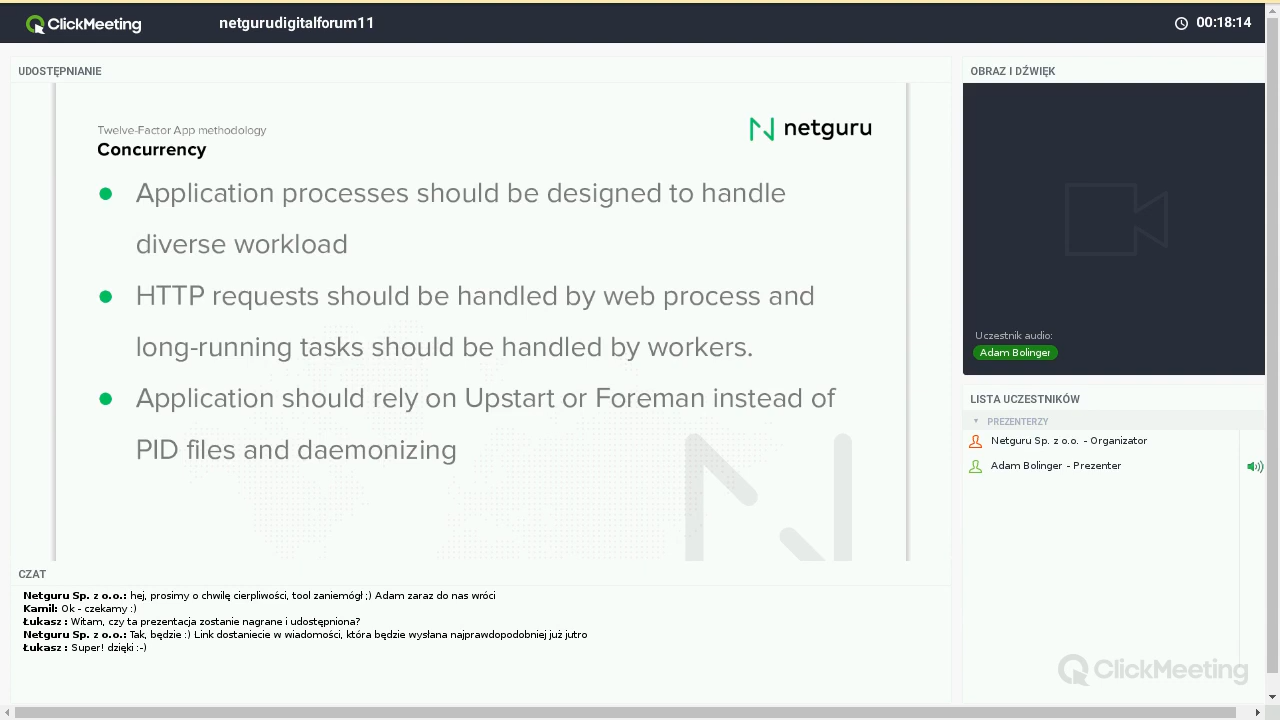 ClickMeeting
netgurudigitalforum11
00:18:14
UDOSTĘPNIANIE
Twelve-Factor App methodology
Concurrency
netguru
Application processes should be designed to handle
diverse workload
HTTP requests should be handled by web process and
long-running tasks should be handled by workers.
Application should rely on Upstart or Foreman instead of
PID files and daemonizing
CZAT
Netguru Sp. z o.o.: hej, prosimy o chwilę cierpliwości, tool zaniemógł ;) Adam zaraz do nas wróci
Kamil: Ok - czekamy :)
Łukasz : Witam, czy ta prezentacja zostanie nagrane i udostępniona?
Netguru Sp. z o.o.: Tak, będzie :) Link dostaniecie w wiadomości, która będzie wysłana najprawdopodobniej już jutro
Łukasz : Super! dzięki :-)
OBRAZ I DŹWIĘK
Uczestnik audio:
Adam Bolinger
LISTA UCZESTNIKÓW
PREZENTERZY
Netguru Sp. z o.o. - Organizator
Adam Bolinger - Prezenter
ClickMeeting